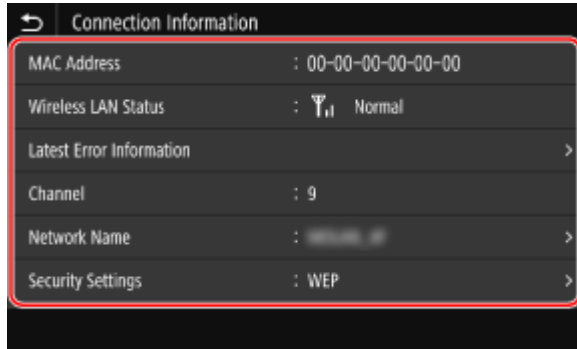 Connection Information
MAC Address : 00-00-00-00-00-00
Wireless LAN Status : Normal
Latest Error Information >
Channel : 9
Network Name : >
Security Settings : WEP >